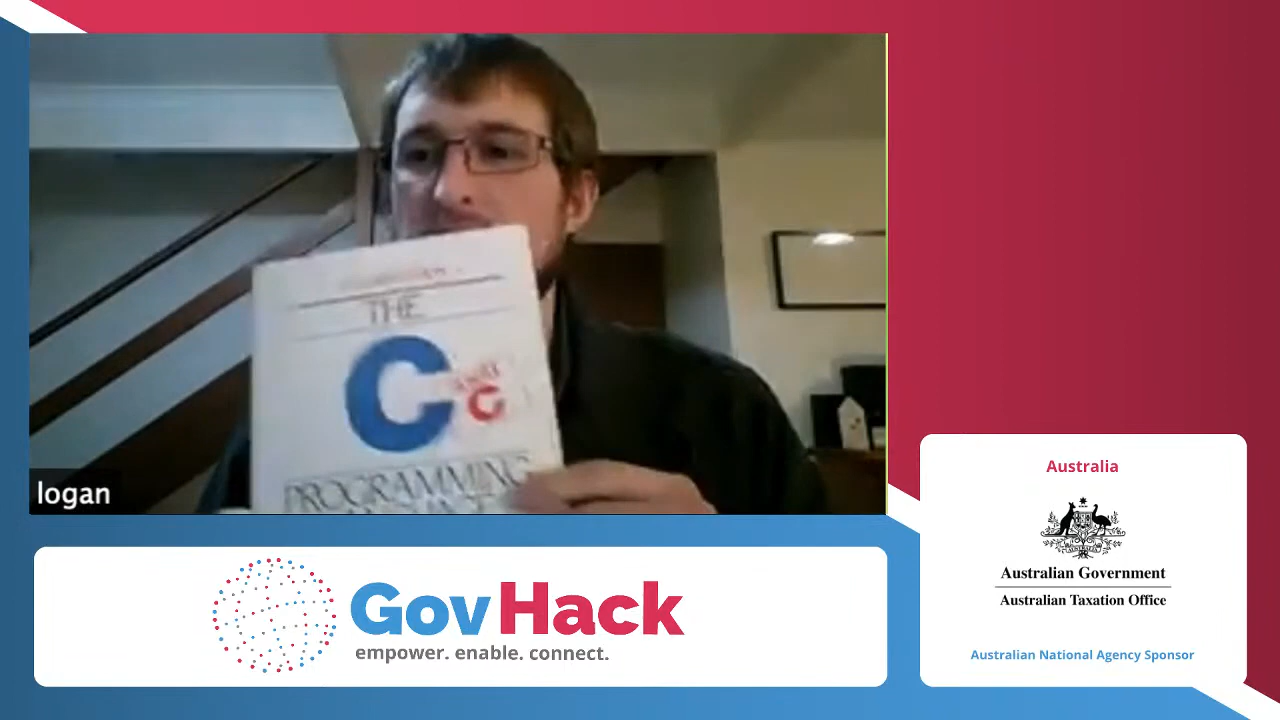 THE
C
PROGRAMMING
logan
GovHack
empower. enable. connect.
Australia
Australian Government
Australian Taxation Office
Australian National Agency Sponsor